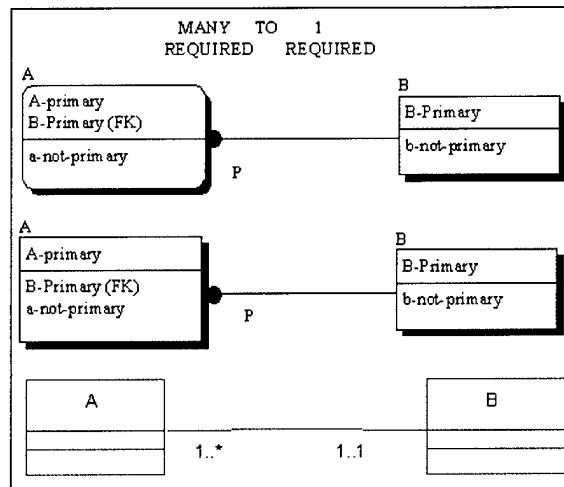 MANY TO 1
REQUIRED REQUIRED
A
A-primary
B-Primary (FK)
a-not-primary
P
B
B-Primary
b-not-primary
A
A-primary
B-Primary (FK)
a-not-primary
P
B
B-Primary
b-not-primary
A
B
1..*
1..1